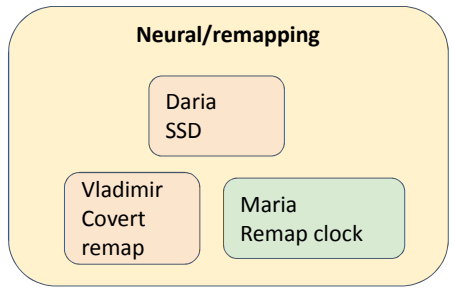 Neural/remapping
Daria
SSD
Vladimir
Covert
remap
Maria
Remap clock